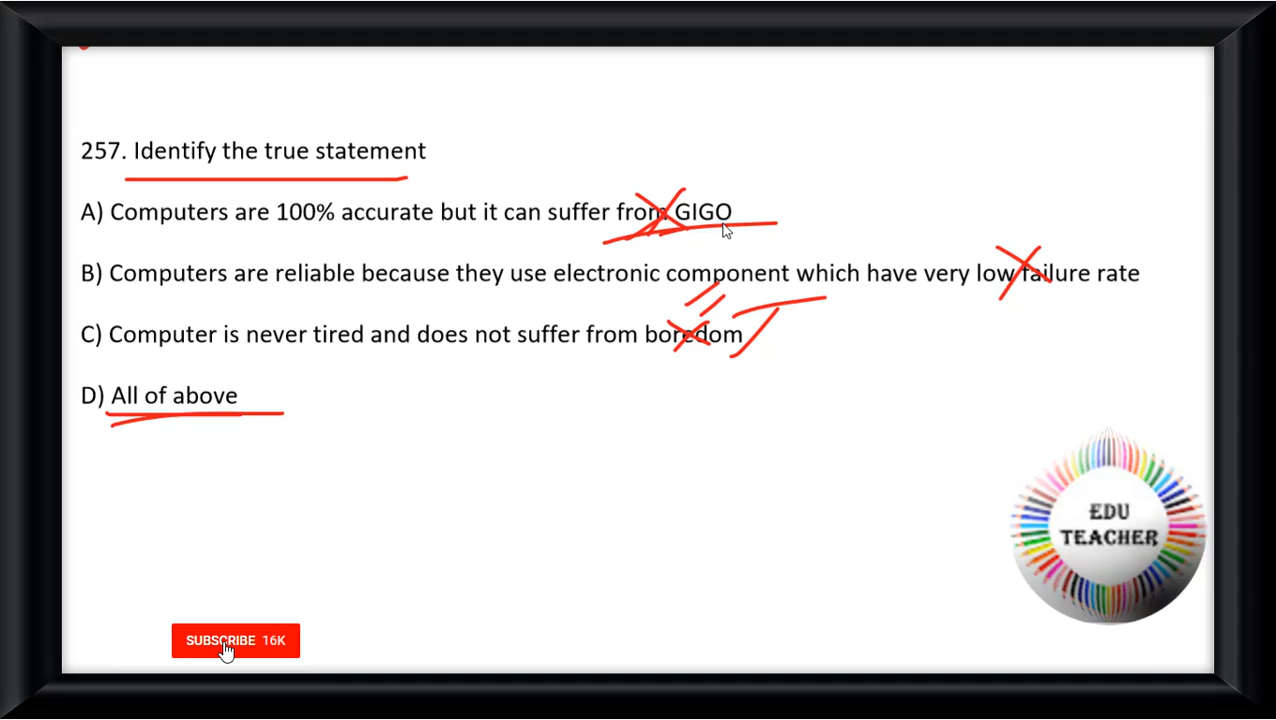 257. Identify the true statement
A) Computers are 100% accurate but it can suffer from GIGO
B) Computers are reliable because they use electronic component which have very low failure rate
C) Computer is never tired and does not suffer from boredom
D) All of above
EDU
TEACHER
SUBSCRIBE 16K